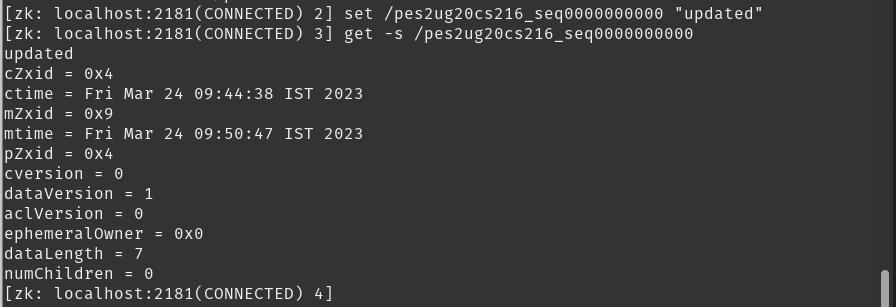 [zk: localhost:2181(CONNECTED) 2] set /pes2ug20cs216_seq0000000000 "updated"
[zk: localhost:2181(CONNECTED) 3] get -s /pes2ug20cs216_seq0000000000
updated
cZxid = 0x4
ctime = Fri Mar 24 09:44:38 IST 2023
mZxid = 0x9
mtime = Fri Mar 24 09:50:47 IST 2023
pZxid = 0x4
cversion = 0
dataVersion = 1
aclVersion = 0
ephemeralOwner = 0x0
dataLength = 7
numChildren = 0
[zk: localhost:2181(CONNECTED) 4]